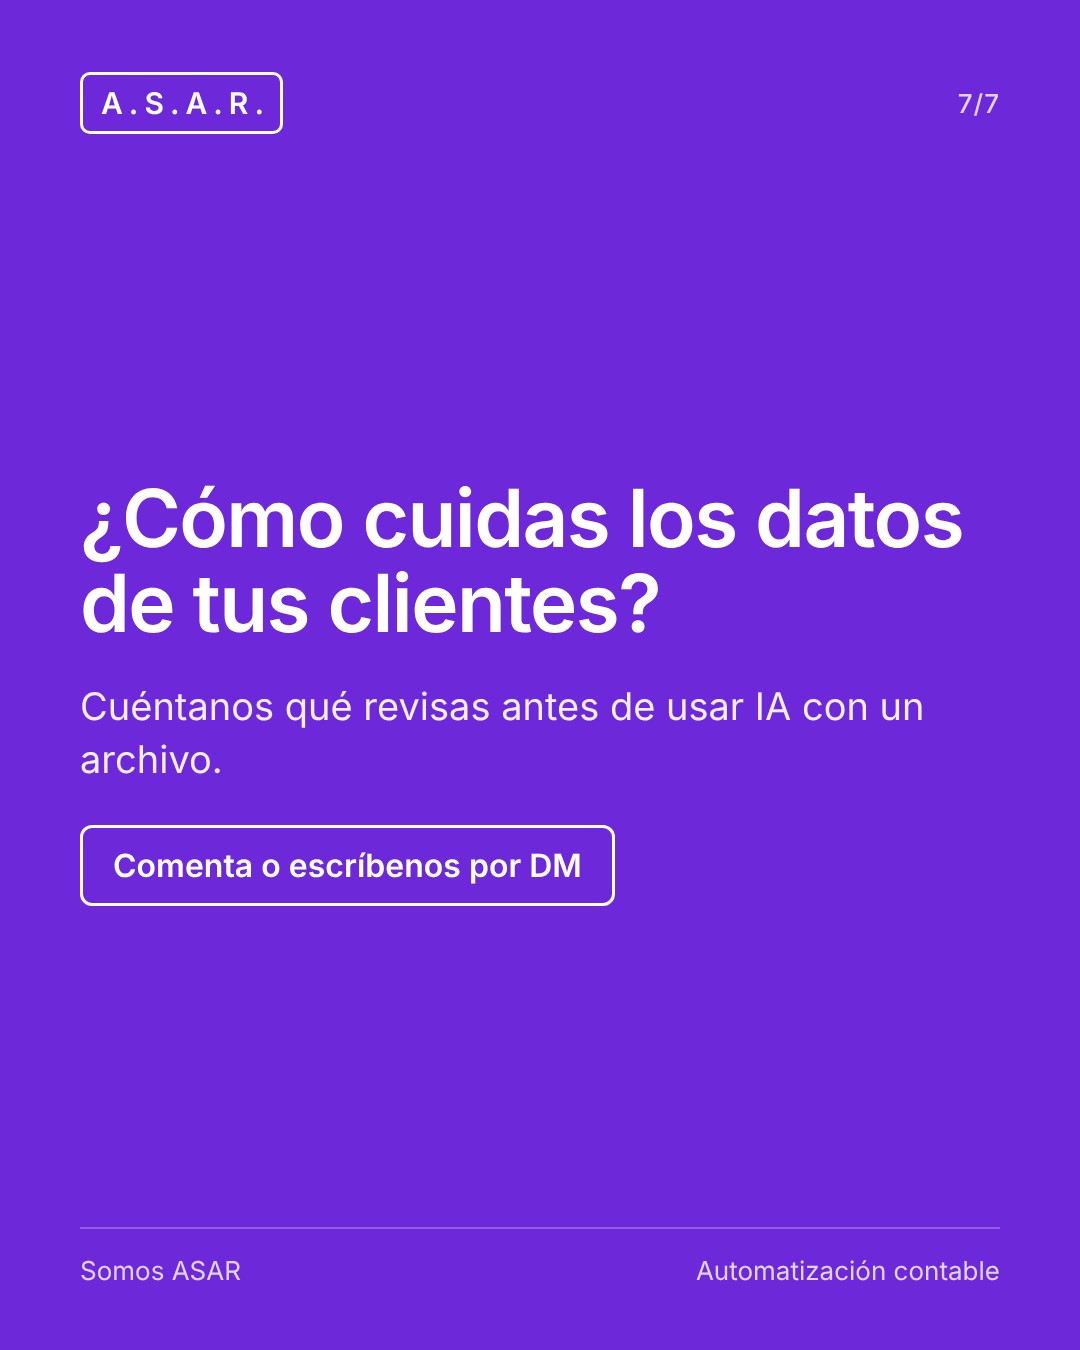 A.S.A.R.
7/7
¿Cómo cuidas los datos
de tus clientes?
Cuéntanos qué revisas antes de usar IA con un
archivo.
Comenta o escríbenos por DM
Somos ASAR
Automatización contable